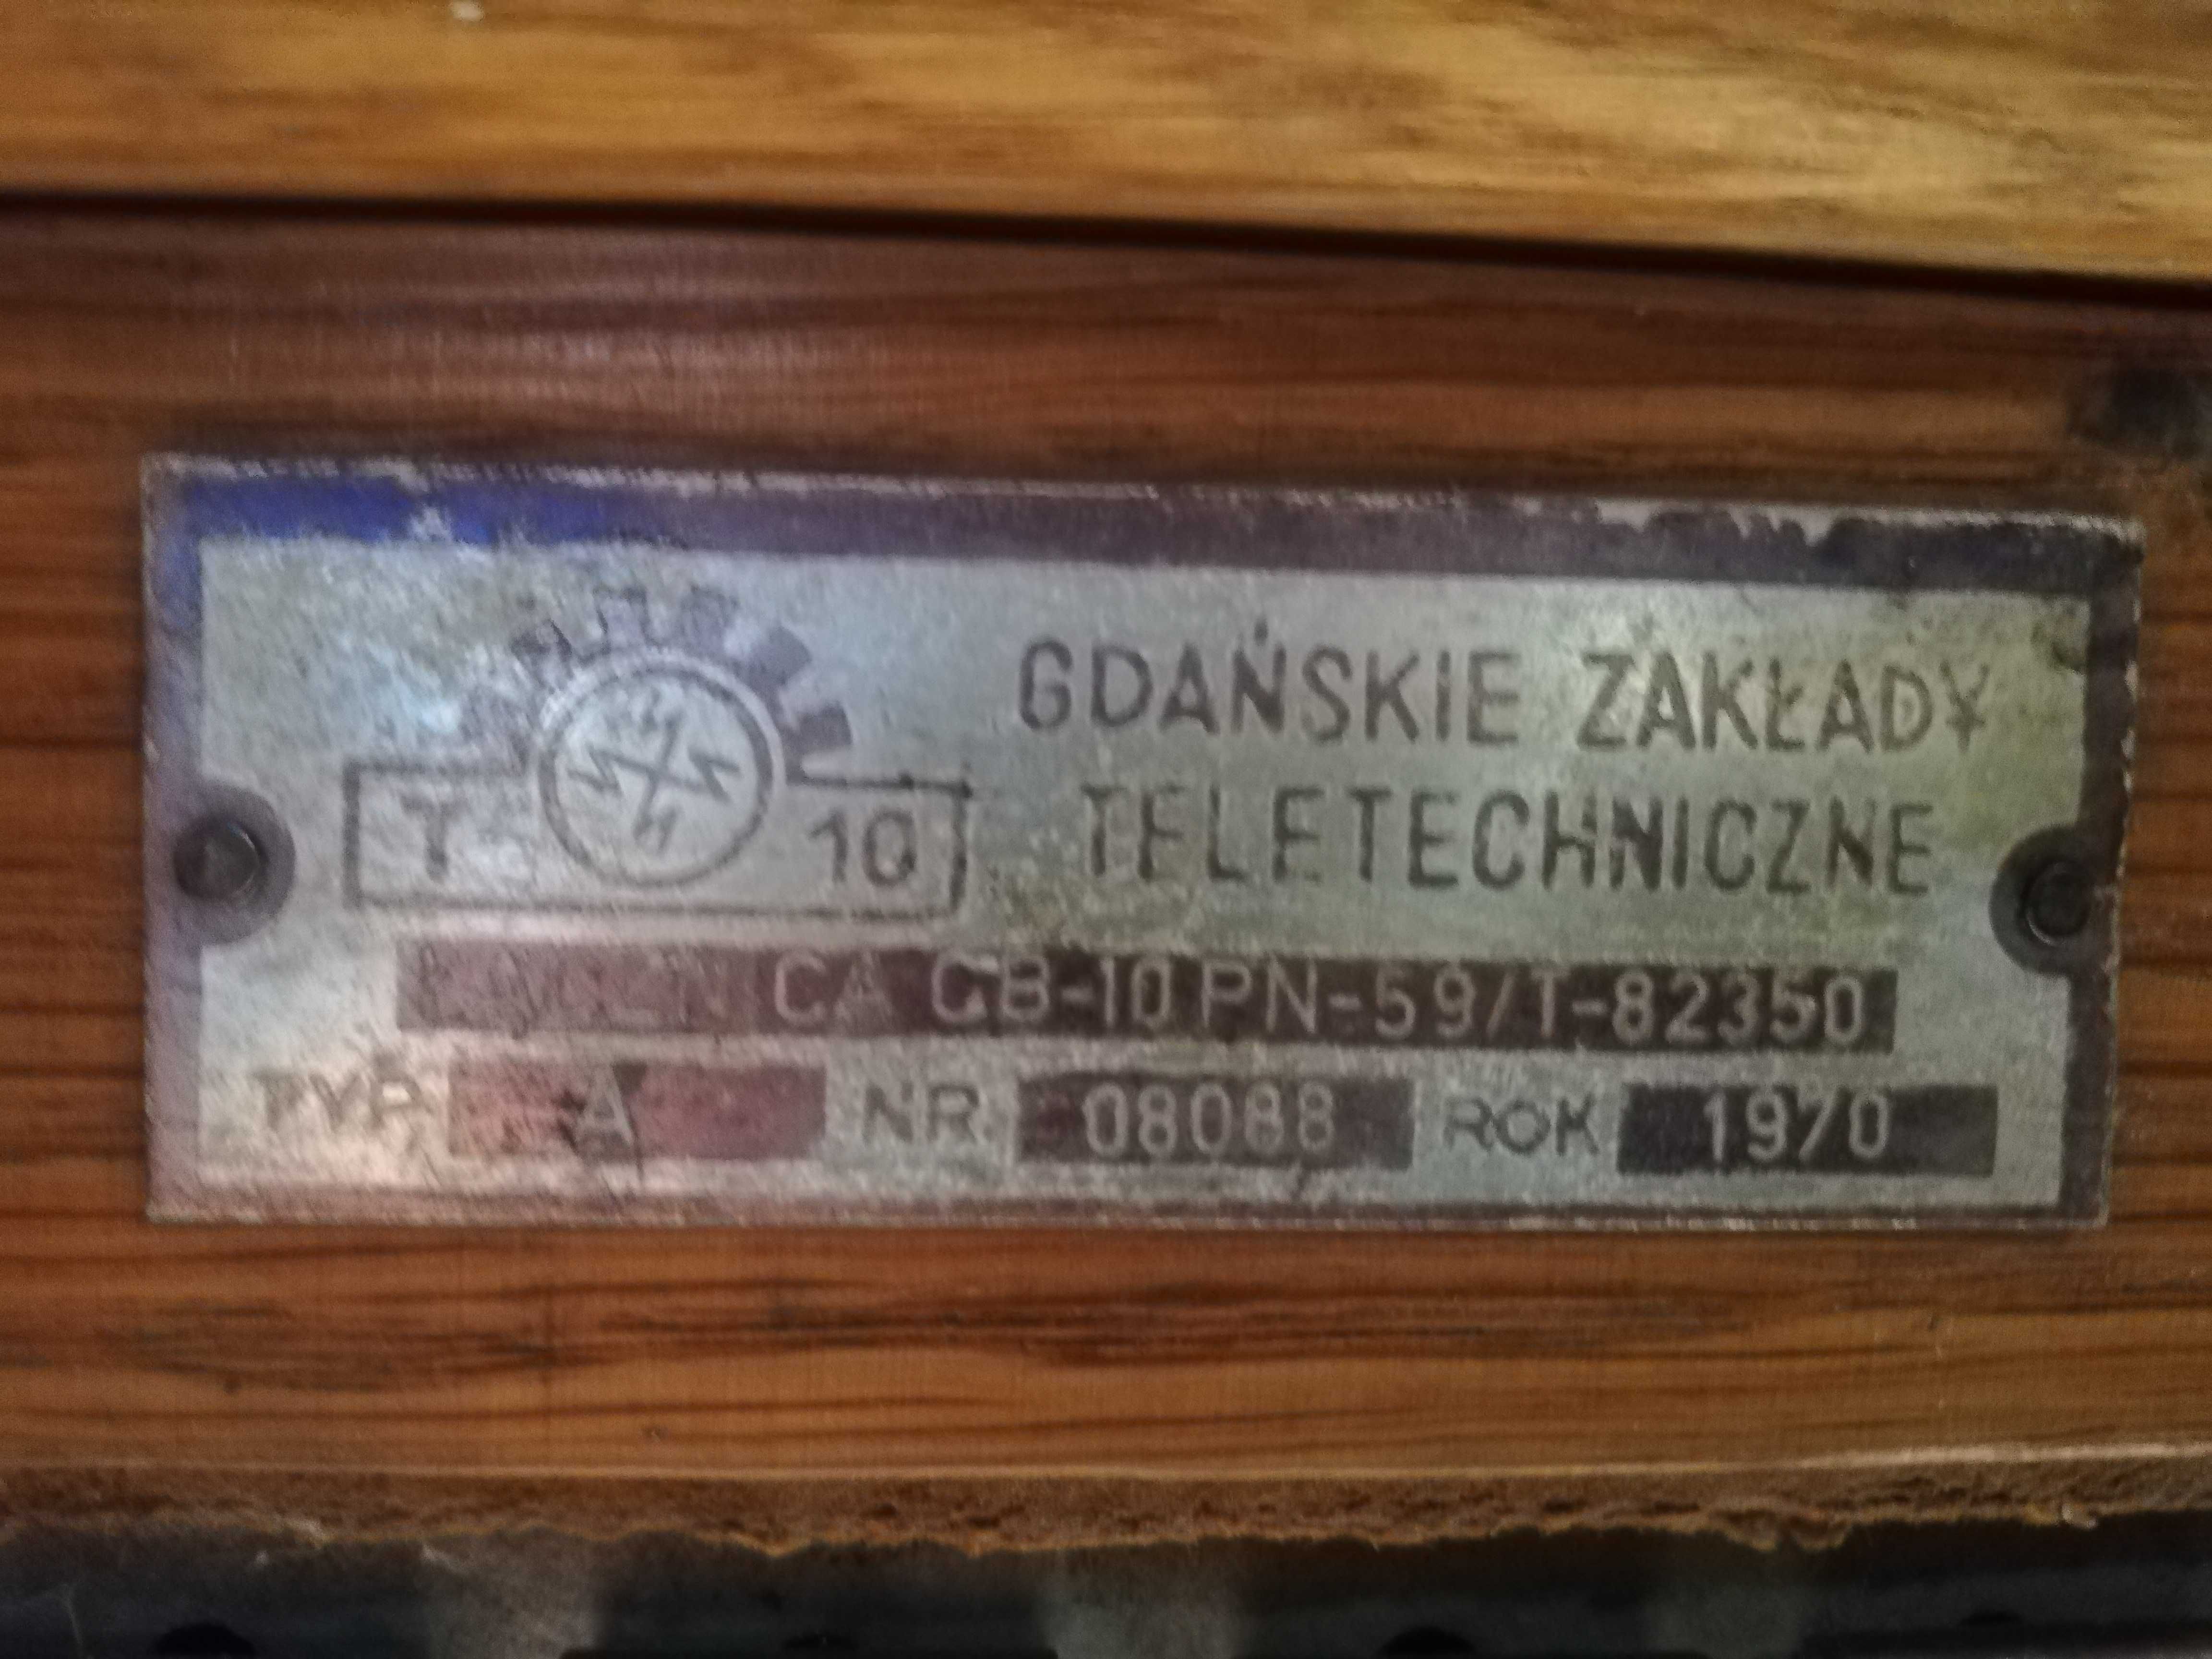 GDAŃSKIE ZAKŁADY
TELETECHNICZNE
T 10
ŁĄCZNICA CB-10 PN-59/T-82350
TYP A NR 08088 ROK 1970